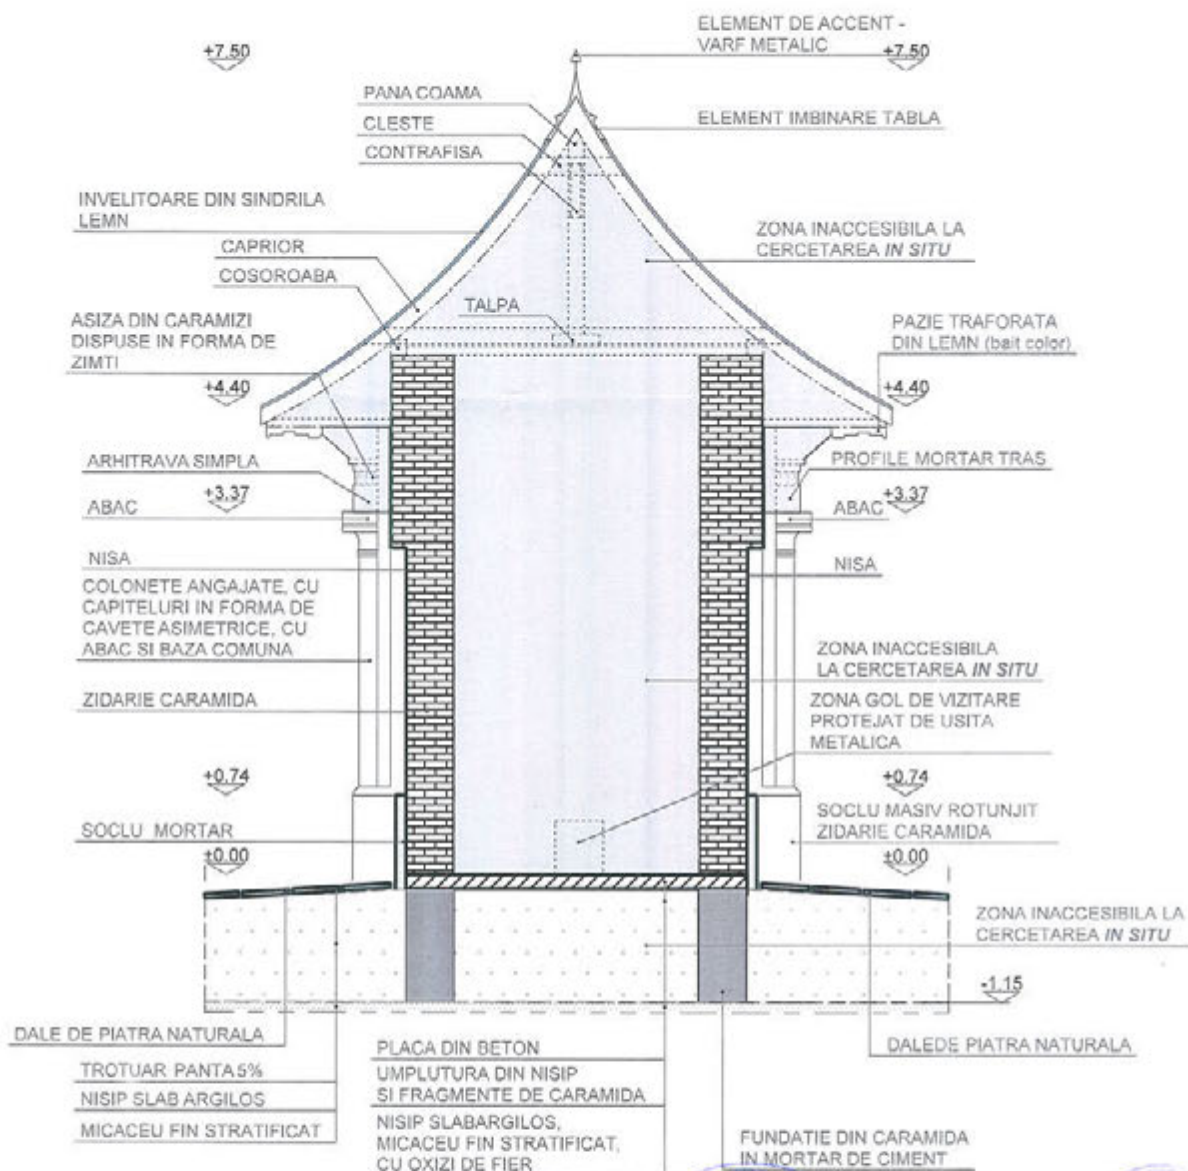 ELEMENT DE ACCENT -
VARF METALIC
+7.50
+7.50
PANA COAMA
CLESTE
CONTRAFISA
ELEMENT IMBINARE TABLA
INVELITOARE DIN SINDRILA
LEMN
CAPRIOR
COSOROABA
ZONA INACCESIBILA LA
CERCETAREA IN SITU
TALPA
ASIZA DIN CARAMIZI
DISPUSE IN FORMA DE
ZIMTI
PAZIE TRAFORATA
DIN LEMN (bait color)
+4.40
+4.40
ARHITRAVA SIMPLA
PROFILE MORTAR TRAS
+3.37
+3.37
ABAC
ABAC
NISA
NISA
COLONETE ANGAJATE, CU
CAPITELURI IN FORMA DE
CAVETE ASIMETRICE, CU
ABAC SI BAZA COMUNA
ZONA INACCESIBILA
LA CERCETAREA IN SITU
ZIDARIE CARAMIDA
ZONA GOL DE VIZITARE
PROTEJAT DE USITA
METALICA
+0.74
+0.74
SOCLU MORTAR
SOCLU MASIV ROTUNJIT
ZIDARIE CARAMIDA
±0.00
±0.00
ZONA INACCESIBILA LA
CERCETAREA IN SITU
-1.15
DALE DE PIATRA NATURALA
DALEDE PIATRA NATURALA
TROTUAR PANTA 5%
NISIP SLAB ARGILOS
MICACEU FIN STRATIFICAT
PLACA DIN BETON
UMPLUTURA DIN NISIP
SI FRAGMENTE DE CARAMIDA
NISIP SLABARGILOS,
MICACEU FIN STRATIFICAT,
CU OXIZI DE FIER
FUNDATIE DIN CARAMIDA
IN MORTAR DE CIMENT